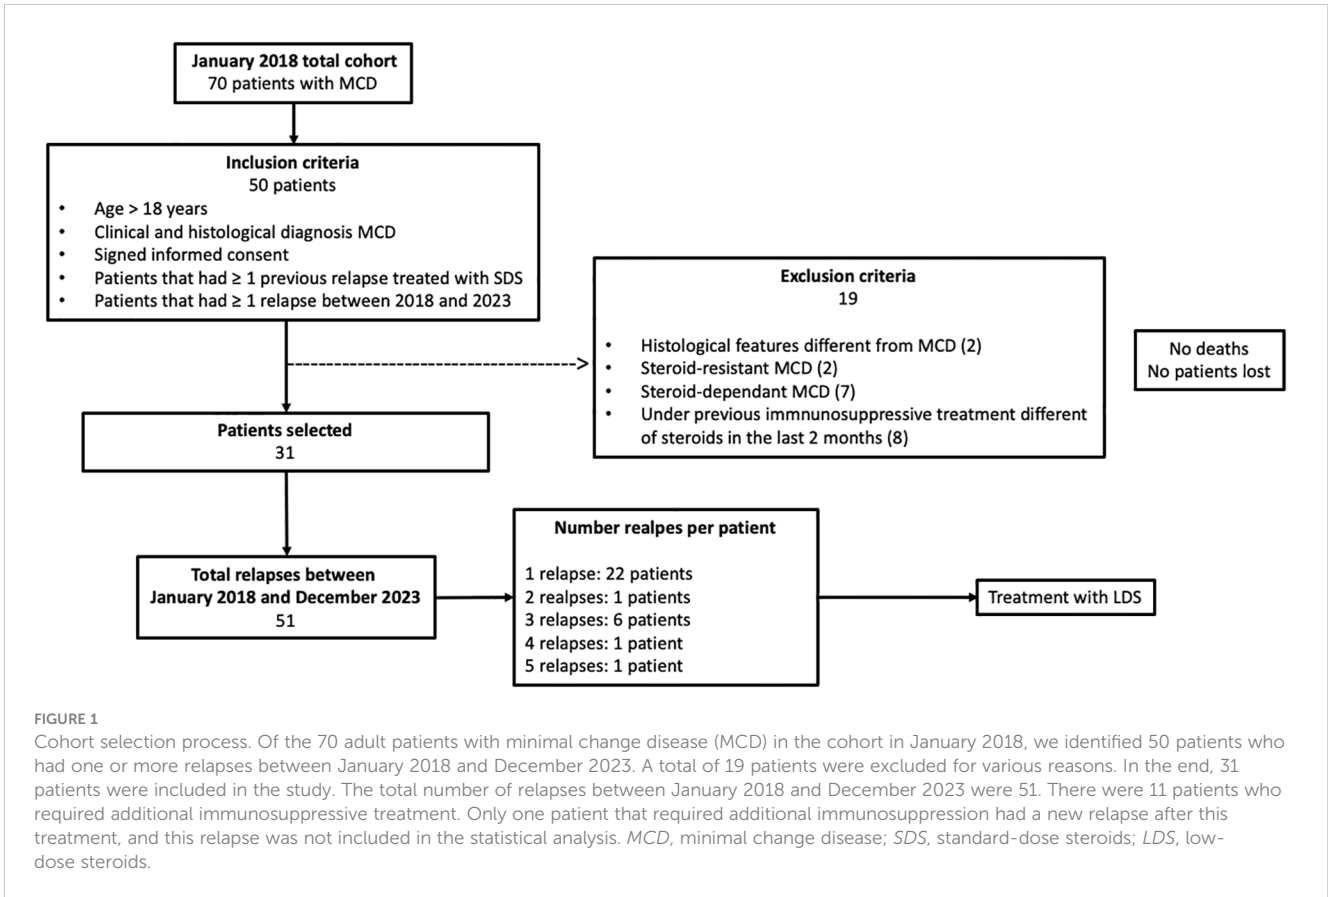 January 2018 total cohort
70 patients with MCD
Inclusion criteria
50 patients
• Age > 18 years
• Clinical and histological diagnosis MCD
• Signed informed consent
• Patients that had ≥ 1 previous relapse treated with SDS
• Patients that had ≥ 1 relapse between 2018 and 2023
Exclusion criteria
19
• Histological features different from MCD (2)
• Steroid-resistant MCD (2)
• Steroid-dependant MCD (7)
• Under previous immnunosuppressive treatment different
of steroids in the last 2 months (8)
No deaths
No patients lost
Patients selected
31
Total relapses between
January 2018 and December 2023
51
Number realpes per patient
1 relapse: 22 patients
2 realpses: 1 patients
3 relapses: 6 patients
4 relapses: 1 patient
5 relapses: 1 patient
Treatment with LDS
FIGURE 1
Cohort selection process. Of the 70 adult patients with minimal change disease (MCD) in the cohort in January 2018, we identified 50 patients who
had one or more relapses between January 2018 and December 2023. A total of 19 patients were excluded for various reasons. In the end, 31
patients were included in the study. The total number of relapses between January 2018 and December 2023 were 51. There were 11 patients who
required additional immunosuppressive treatment. Only one patient that required additional immunosuppression had a new relapse after this
treatment, and this relapse was not included in the statistical analysis. MCD, minimal change disease; SDS, standard-dose steroids; LDS, low-
dose steroids.